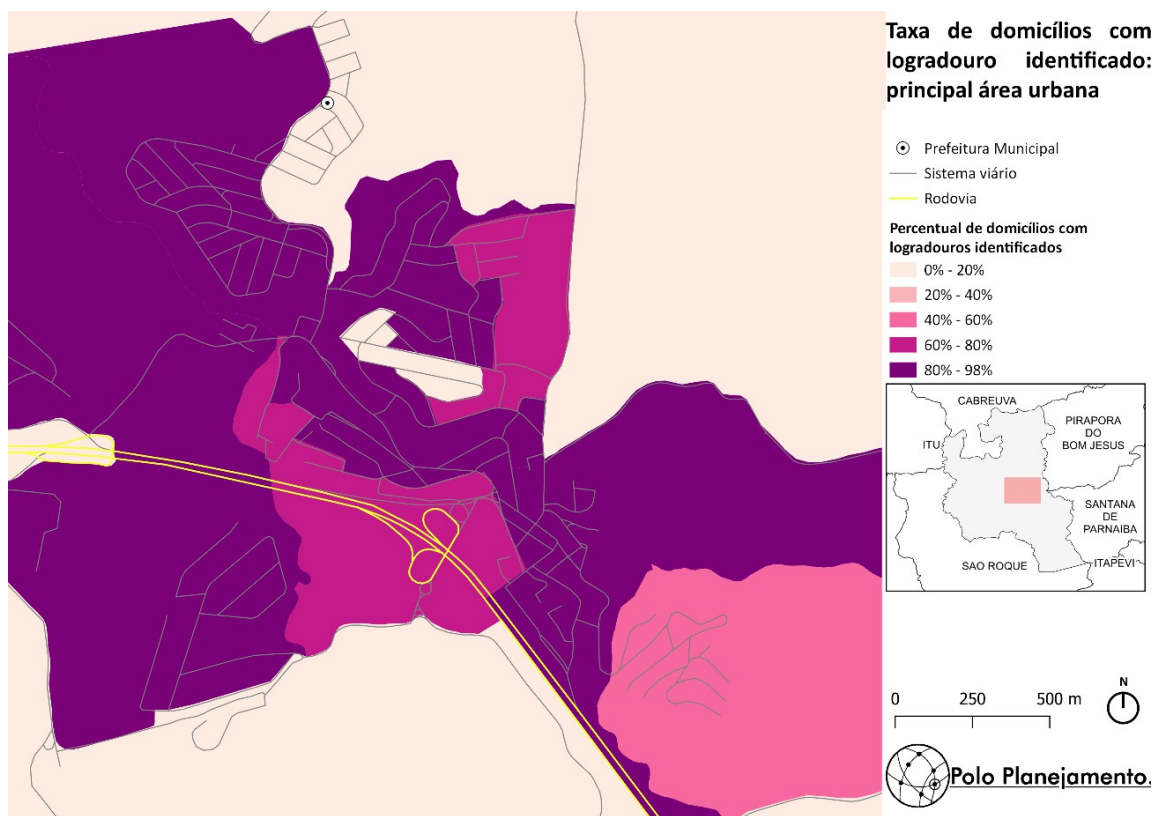 Taxa de domicílios com
logradouro identificado:
principal área urbana
Prefeitura Municipal
Sistema viário
Rodovia
Percentual de domicílios com
logradouros identificados
0% - 20%
20% - 40%
40% - 60%
60% - 80%
80% - 98%
CABREUVA
PIRAPORA
DO
BOM JESUS
ITU
SANTANA
DE
PARNAIBA
SAO ROQUE
ITAPEVI
0 250 500 m
N
Polo Planejamento.